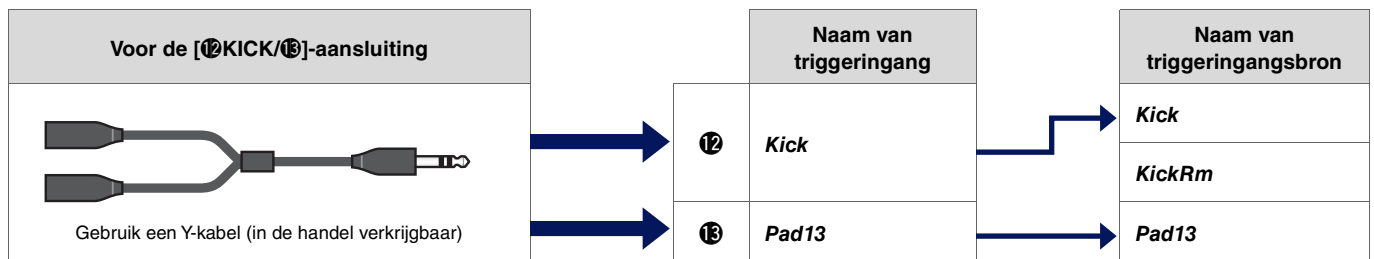 Voor de [⓬KICK/⓭]-aansluiting
Naam van
triggeringang
Naam van
triggeringangsbron
Gebruik een Y-kabel (in de handel verkrijgbaar)
⓬
Kick
Kick
KickRm
⓭
Pad13
Pad13